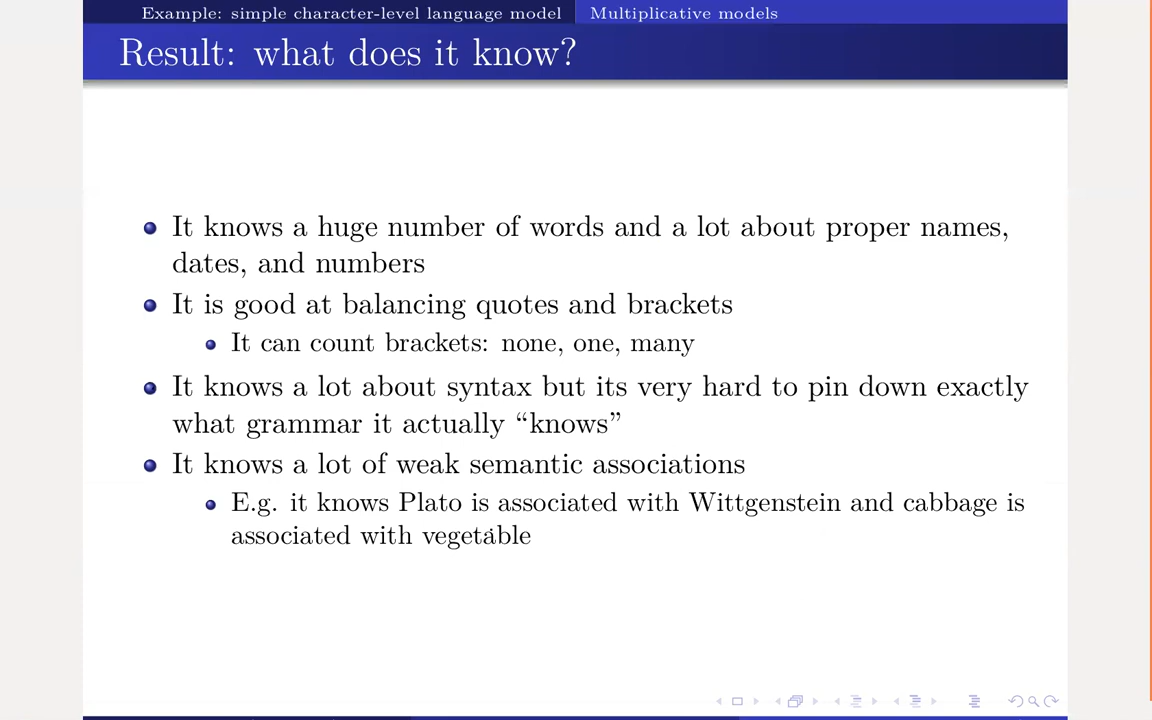 Example: simple character-level language model Multiplicative models
Result: what does it know?
It knows a huge number of words and a lot about proper names,
dates, and numbers
It is good at balancing quotes and brackets
It can count brackets: none, one, many
It knows a lot about syntax but its very hard to pin down exactly
what grammar it actually “knows”
It knows a lot of weak semantic associations
E.g. it knows Plato is associated with Wittgenstein and cabbage is
associated with vegetable